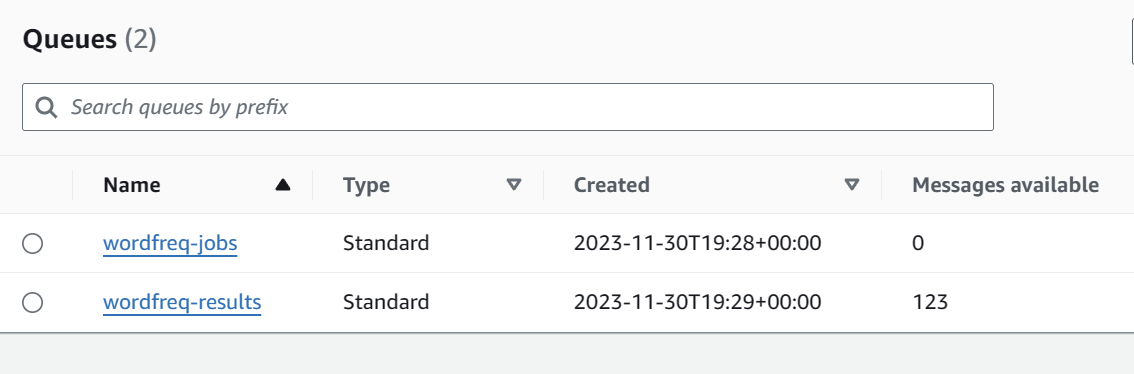 Queues (2)
Search queues by prefix
Name Type Created Messages available
wordfreq-jobs Standard 2023-11-30T19:28+00:00 0
wordfreq-results Standard 2023-11-30T19:29+00:00 123